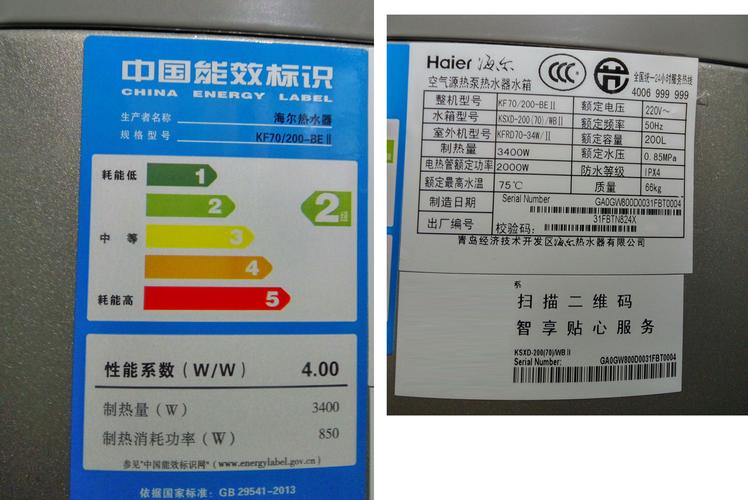 中国能效标识
CHINA ENERGY LABEL
生产者名称 海尔热水器
规格型号 KF70/200-BEⅡ
耗能低
1
2
2级
中 等
3
4
耗能高
5
性能系数（W/W） 4.00
制热量（W） 3400
制热消耗功率（W） 850
参见“中国能效标识网”（www.energylabel.gov.cn）
依据国家标准：GB 29541-2013
Haier 海尔
空气源热泵热水器水箱
全国统一24小时服务热线
4006 999 999
整机型号 KF70/200-BEⅡ 额定电压 220V～
水箱型号 KSXD-200(70)/WBⅡ 额定频率 50Hz
室外机型号 KFRD70-34W/Ⅱ 额定容量 200L
制热量 3400W 额定水压 0.85MPa
电热管额定功率 2000W 防水等级 IPX4
额定最高水温 75℃ 质量 66kg
制造日期 Serial Number GA0GW800D0031FBT0004
出厂编号 校验码: 31FBTN824X
青岛经济技术开发区海尔热水器有限公司
扫描二维码
智享贴心服务
KSXD-200(70)/WBⅡ
Serial Number: GA0GW800D0031FBT0004